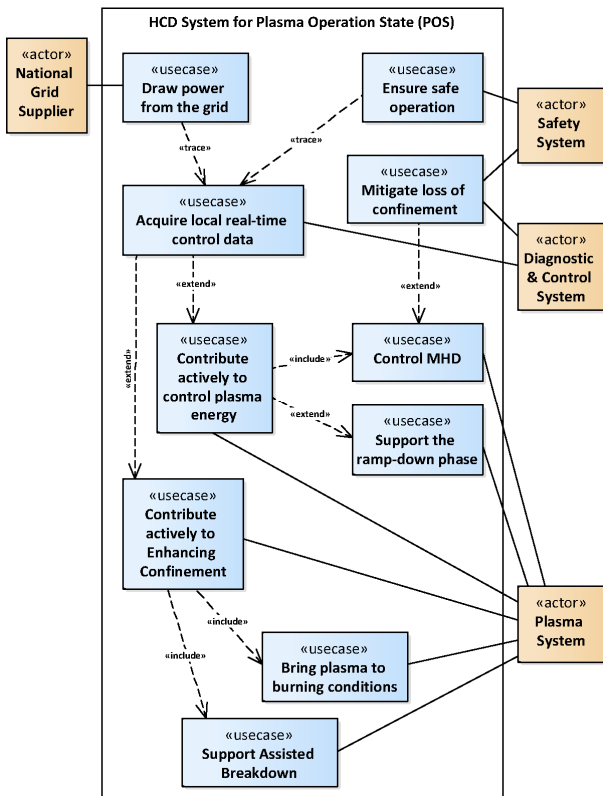 HCD System for Plasma Operation State (POS)
«actor»
National
Grid
Supplier
«usecase»
Draw power
from the grid
«usecase»
Ensure safe
operation
«actor»
Safety
System
«trace»
«trace»
«usecase»
Mitigate loss of
confinement
«usecase»
Acquire local real-time
control data
«actor»
Diagnostic
& Control
System
«extend»
«extend»
«extend»
«usecase»
Contribute
actively to
control plasma
energy
«include»
«usecase»
Control MHD
«extend»
«usecase»
Support the
ramp-down phase
«usecase»
Contribute
actively to
Enhancing
Confinement
«actor»
Plasma
System
«include»
«include»
«usecase»
Bring plasma to
burning conditions
«usecase»
Support Assisted
Breakdown